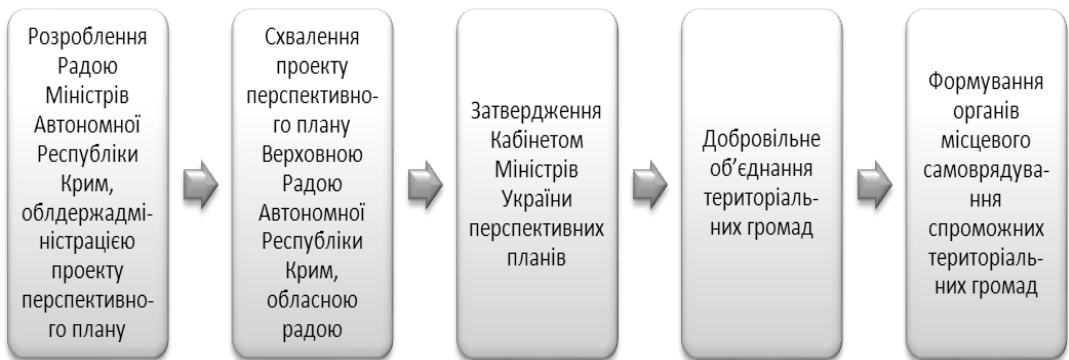 Розроблення
Радою
Міністрів
Автономної
Республіки
Крим,
облдержадмі-
ністрацією
проекту
перспективно-
го плану
Схвалення
проекту
перспективно-
го плану
Верховною
Радою
Автономної
Республіки
Крим,
обласною
радою
Затвердження
Кабінетом
Міністрів
України
перспективних
планів
Добровільне
об’єднання
територіаль-
них громад
Формування
органів
місцевого
самоврядува-
ння
спроможних
територіаль-
них громад